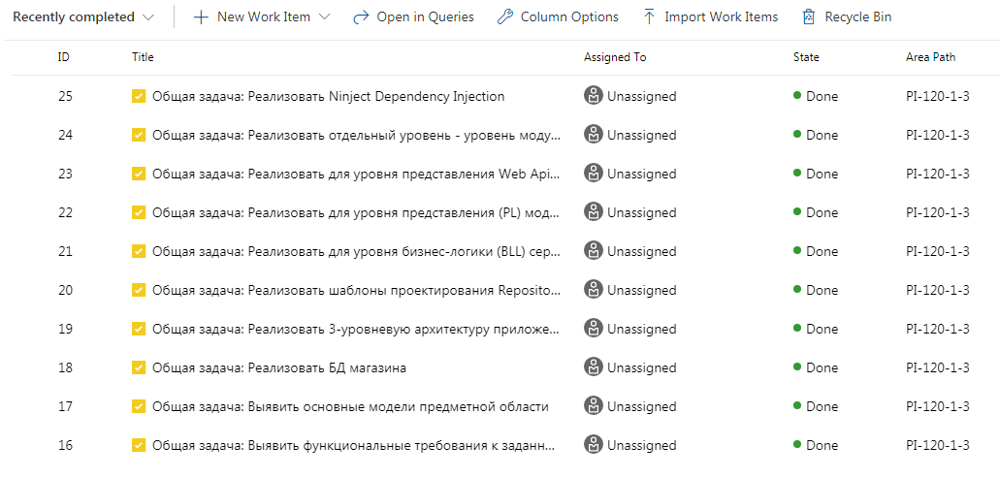 Recently completed New Work Item Open in Queries Column Options Import Work Items Recycle Bin
ID Title Assigned To State Area Path
25 Общая задача: Реализовать Ninject Dependency Injection Unassigned Done PI-120-1-3
24 Общая задача: Реализовать отдельный уровень - уровень моду... Unassigned Done PI-120-1-3
23 Общая задача: Реализовать для уровня представления Web Api... Unassigned Done PI-120-1-3
22 Общая задача: Реализовать для уровня представления (PL) мод... Unassigned Done PI-120-1-3
21 Общая задача: Реализовать для уровня бизнес-логики (BLL) сер... Unassigned Done PI-120-1-3
20 Общая задача: Реализовать шаблоны проектирования Reposito... Unassigned Done PI-120-1-3
19 Общая задача: Реализовать 3-уровневую архитектуру приложе... Unassigned Done PI-120-1-3
18 Общая задача: Реализовать БД магазина Unassigned Done PI-120-1-3
17 Общая задача: Выявить основные модели предметной области Unassigned Done PI-120-1-3
16 Общая задача: Выявить функциональные требования к заданн... Unassigned Done PI-120-1-3